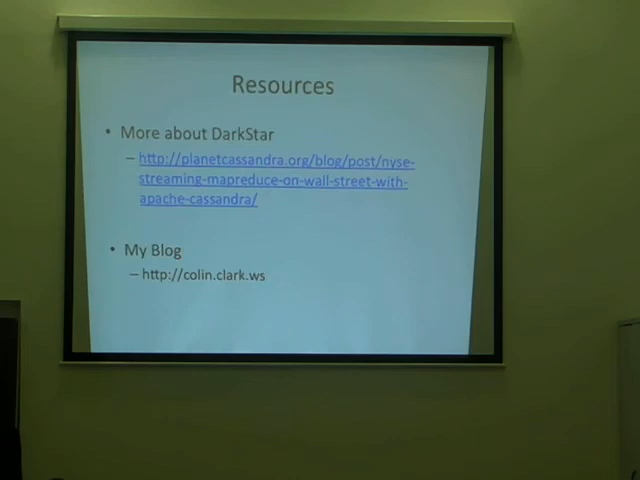 Resources
• More about DarkStar
– http://planetcassandra.org/blog/post/nyse-
streaming-mapreduce-on-wall-street-with-
apache-cassandra/
• My Blog
– http://colin.clark.ws